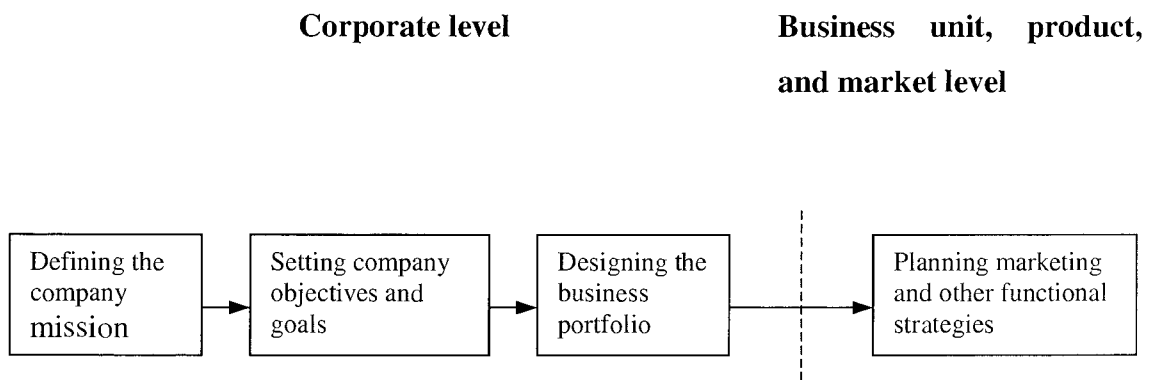 Corporate level
Business unit, product,
and market level
Defining the
company
mission
Setting company
objectives and
goals
Designing the
business
portfolio
Planning marketing
and other functional
strategies